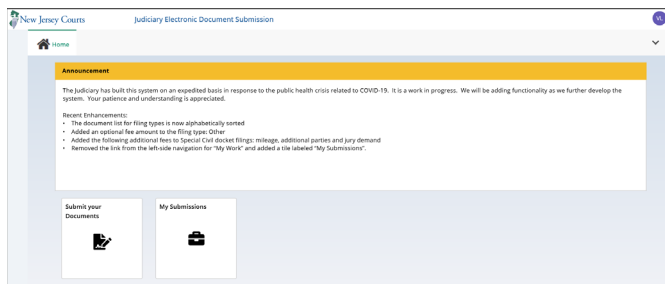 New Jersey Courts
Judiciary Electronic Document Submission
VL
Home
Announcement
The Judiciary has built this system on an expedited basis in response to the public health crisis related to COVID-19. It is a work in progress. We will be adding functionality as we further develop the
system. Your patience and understanding is appreciated.
Recent Enhancements:
• The document list for filing types is now alphabetically sorted
• Added an optional fee amount to the filing type: Other
• Added the following additional fees to Special Civil docket filings: mileage, additional parties and jury demand
• Removed the link from the left-side navigation for "My Work" and added a tile labeled "My Submissions".
Submit your
Documents
My Submissions